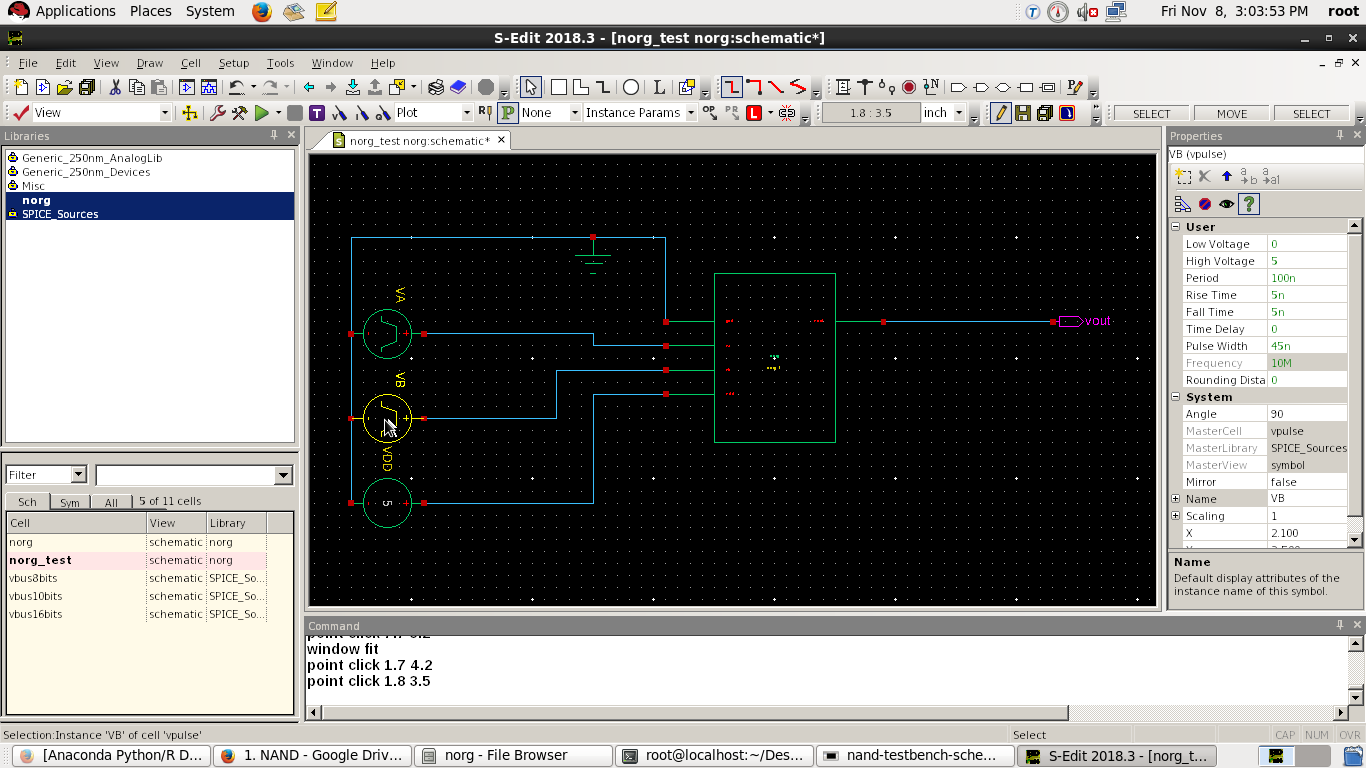 Applications Places System Fri Nov 8, 3:03:53 PM root
S-Edit 2018.3 - [norg_test norg:schematic*]
File Edit View Draw Cell Setup Tools Window Help
View Plot None Instance Params 1.8 : 3.5 inch SELECT MOVE SELECT
Libraries
Generic_250nm_AnalogLib
Generic_250nm_Devices
Misc
norg
SPICE_Sources
Filter
Sch Sym All 5 of 11 cells
Cell View Library
norg schematic norg
norg_test schematic norg
vbus8bits schematic SPICE_So...
vbus10bits schematic SPICE_So...
vbus16bits schematic SPICE_So...
norg_test norg:schematic*
VA
VB
VDD
5
vout
Command
window fit
point click 1.7 4.2
point click 1.8 3.5
Properties
VB (vpulse)
User
Low Voltage 0
High Voltage 5
Period 100n
Rise Time 5n
Fall Time 5n
Time Delay 0
Pulse Width 45n
Frequency 10M
Rounding Dista 0
System
Angle 90
MasterCell vpulse
MasterLibrary SPICE_Sources
MasterView symbol
Mirror false
Name VB
Scaling 1
X 2.100
Name
Default display attributes of the
instance name of this symbol.
Selection:Instance 'VB' of cell 'vpulse' Select CAP NUM OVR
[Anaconda Python/R D... 1. NAND - Google Driv... norg - File Browser root@localhost:~/Des... nand-testbench-sche... S-Edit 2018.3 - [norg_t...